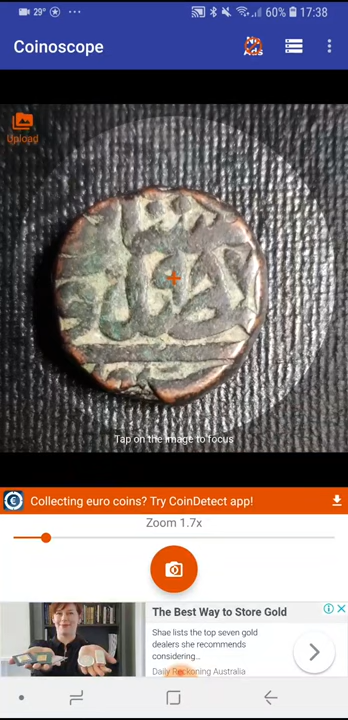 29° 60% 17:38
Coinoscope
No Ads
Upload
Tap on the image to focus
Collecting euro coins? Try CoinDetect app!
Zoom 1.7x
The Best Way to Store Gold
Shae lists the top seven gold
dealers she recommends
considering...
Daily Reckoning Australia